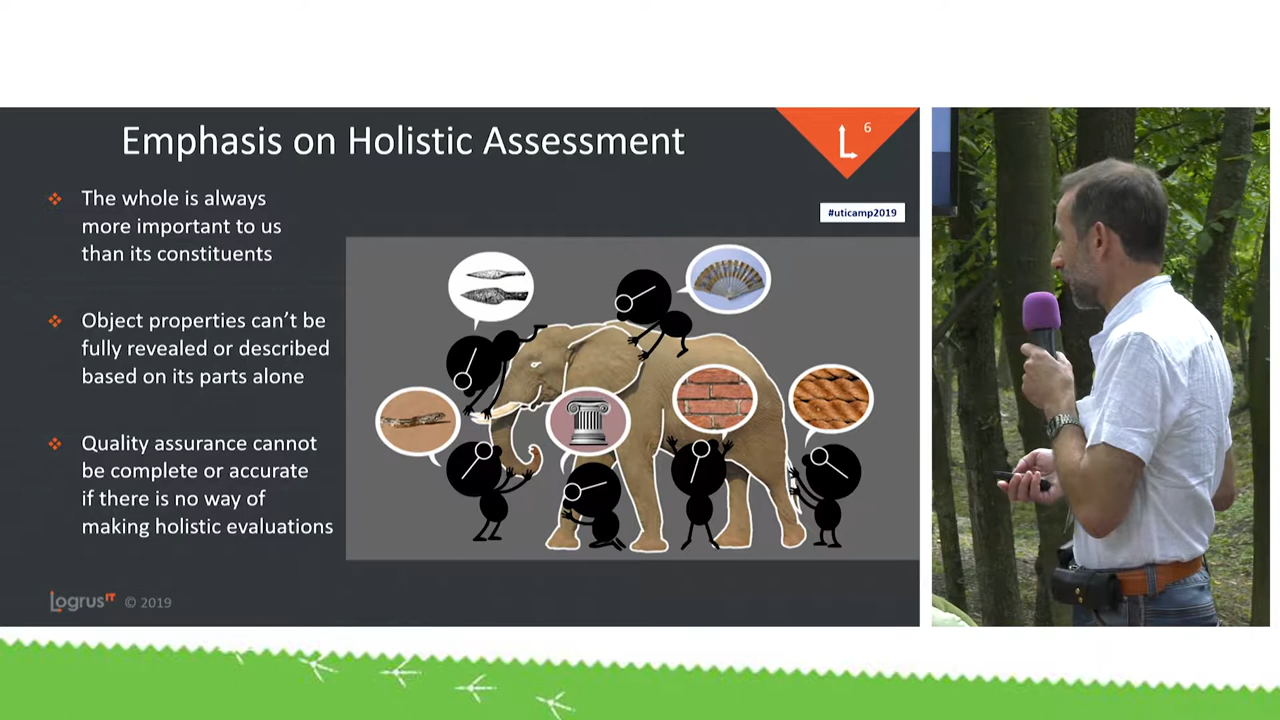 Emphasis on Holistic Assessment
6
#uticamp2019
The whole is always
more important to us
than its constituents
Object properties can’t be
fully revealed or described
based on its parts alone
Quality assurance cannot
be complete or accurate
if there is no way of
making holistic evaluations
Logrus IT © 2019